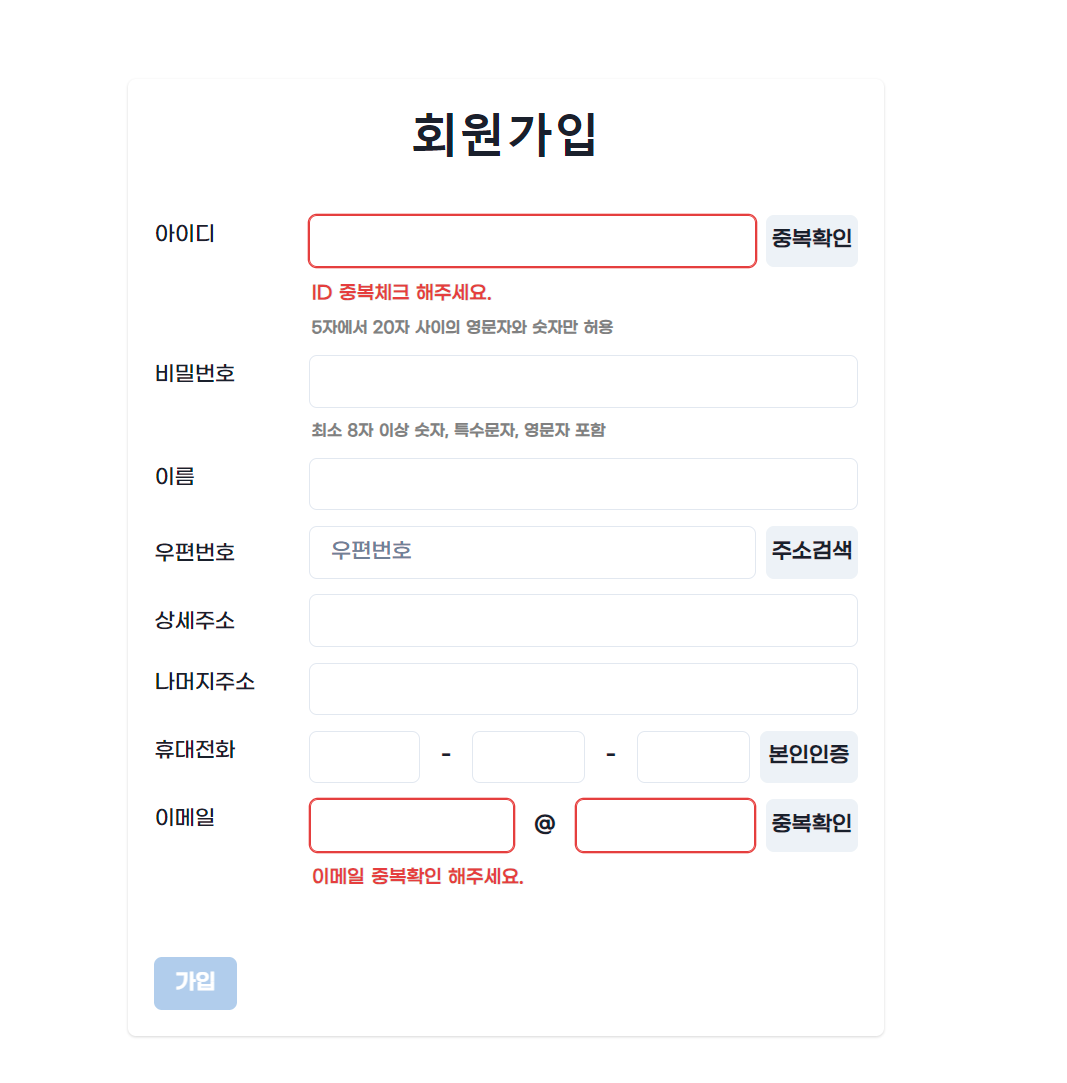 회원가입
아이디 중복확인
ID 중복체크 해주세요.
5자에서 20자 사이의 영문자와 숫자만 허용
비밀번호
최소 8자 이상 숫자, 특수문자, 영문자 포함
이름
우편번호 우편번호 주소검색
상세주소
나머지주소
휴대전화 - - 본인인증
이메일 @ 중복확인
이메일 중복확인 해주세요.
가입